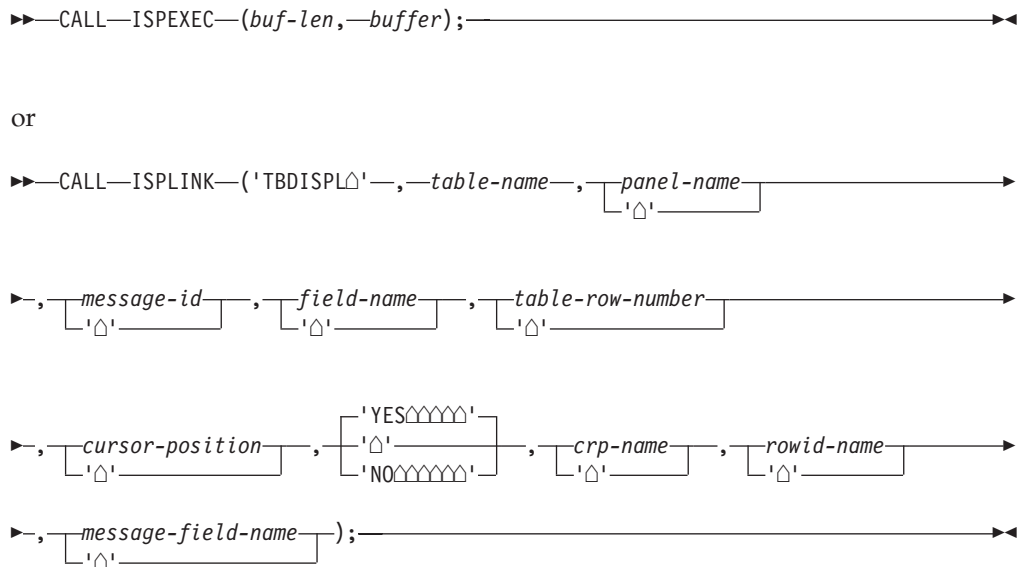 CALL ISPEXEC (buf-len, buffer);
or
CALL ISPLINK ('TBDISPL⌂' , table-name , panel-name
'⌂'
, message-id , field-name , table-row-number
'⌂' '⌂' '⌂'
'YES⌂⌂⌂⌂⌂'
, cursor-position , '⌂' , crp-name , rowid-name
'⌂' 'NO⌂⌂⌂⌂⌂⌂' '⌂' '⌂'
, message-field-name );
'⌂'